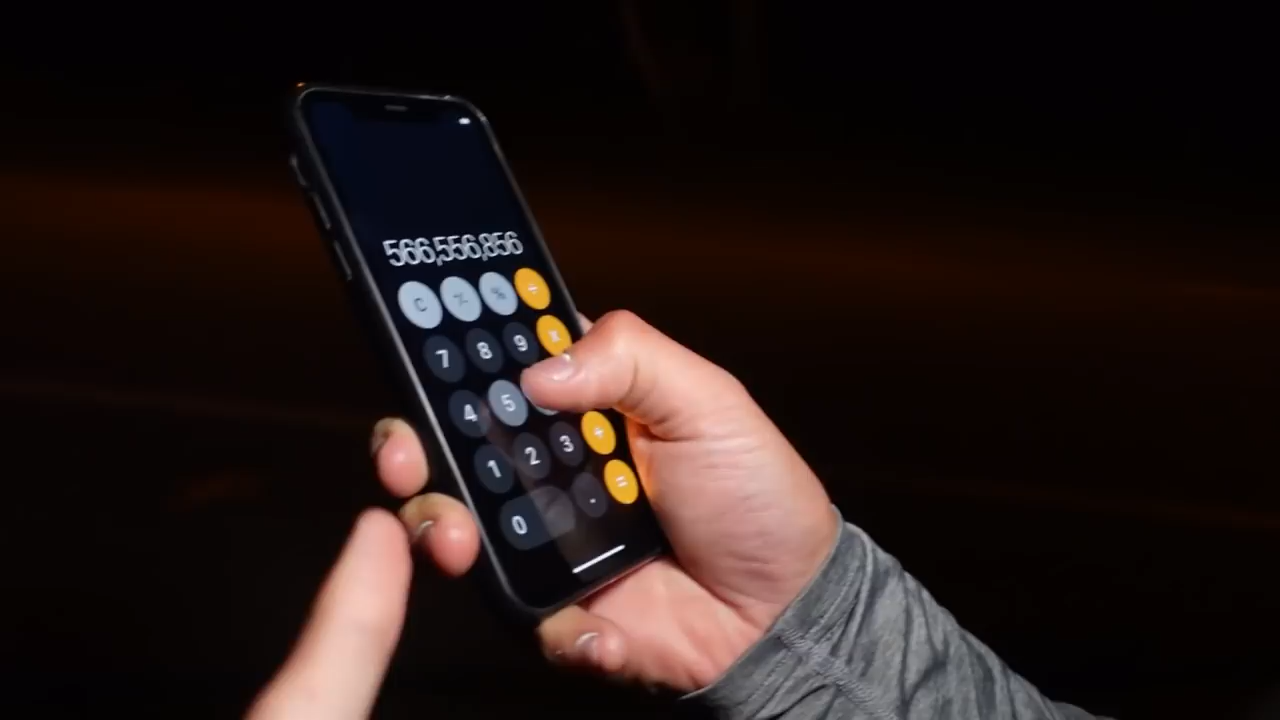 566,556,856
C % ÷
7 8 9 ×
4 5
1 2 3 +
0 . =